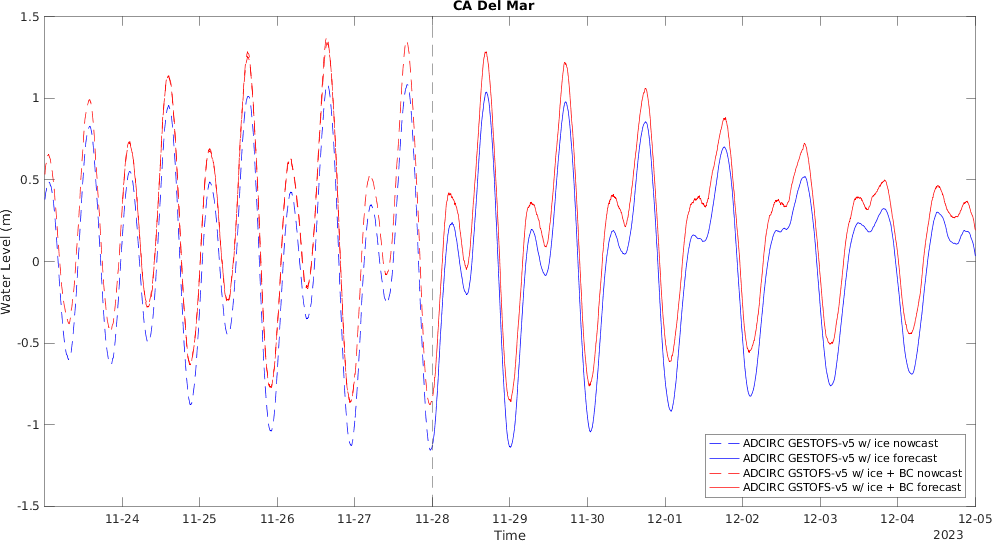 CA Del Mar
1.5
1
0.5
0
-0.5
-1
-1.5
Water Level (m)
11-24
11-25
11-26
11-27
11-28
11-29
11-30
12-01
12-02
12-03
12-04
12-05
Time
2023
ADCIRC GESTOFS-v5 w/ ice nowcast
ADCIRC GESTOFS-v5 w/ ice forecast
ADCIRC GSTOFS-v5 w/ ice + BC nowcast
ADCIRC GSTOFS-v5 w/ ice + BC forecast